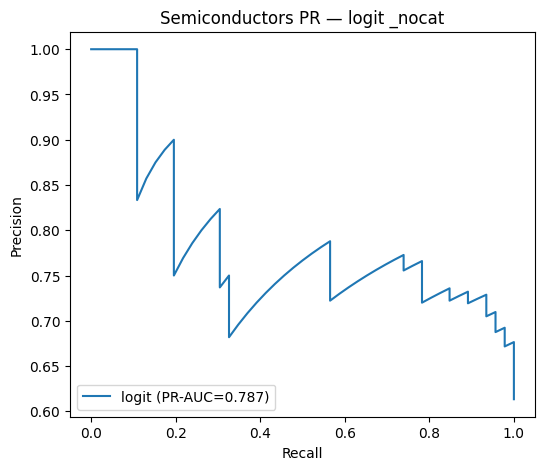 Semiconductors PR — logit _nocat
1.00
0.95
0.90
0.85
0.80
0.75
0.70
0.65
0.60
Precision
logit (PR-AUC=0.787)
0.0 0.2 0.4 0.6 0.8 1.0
Recall